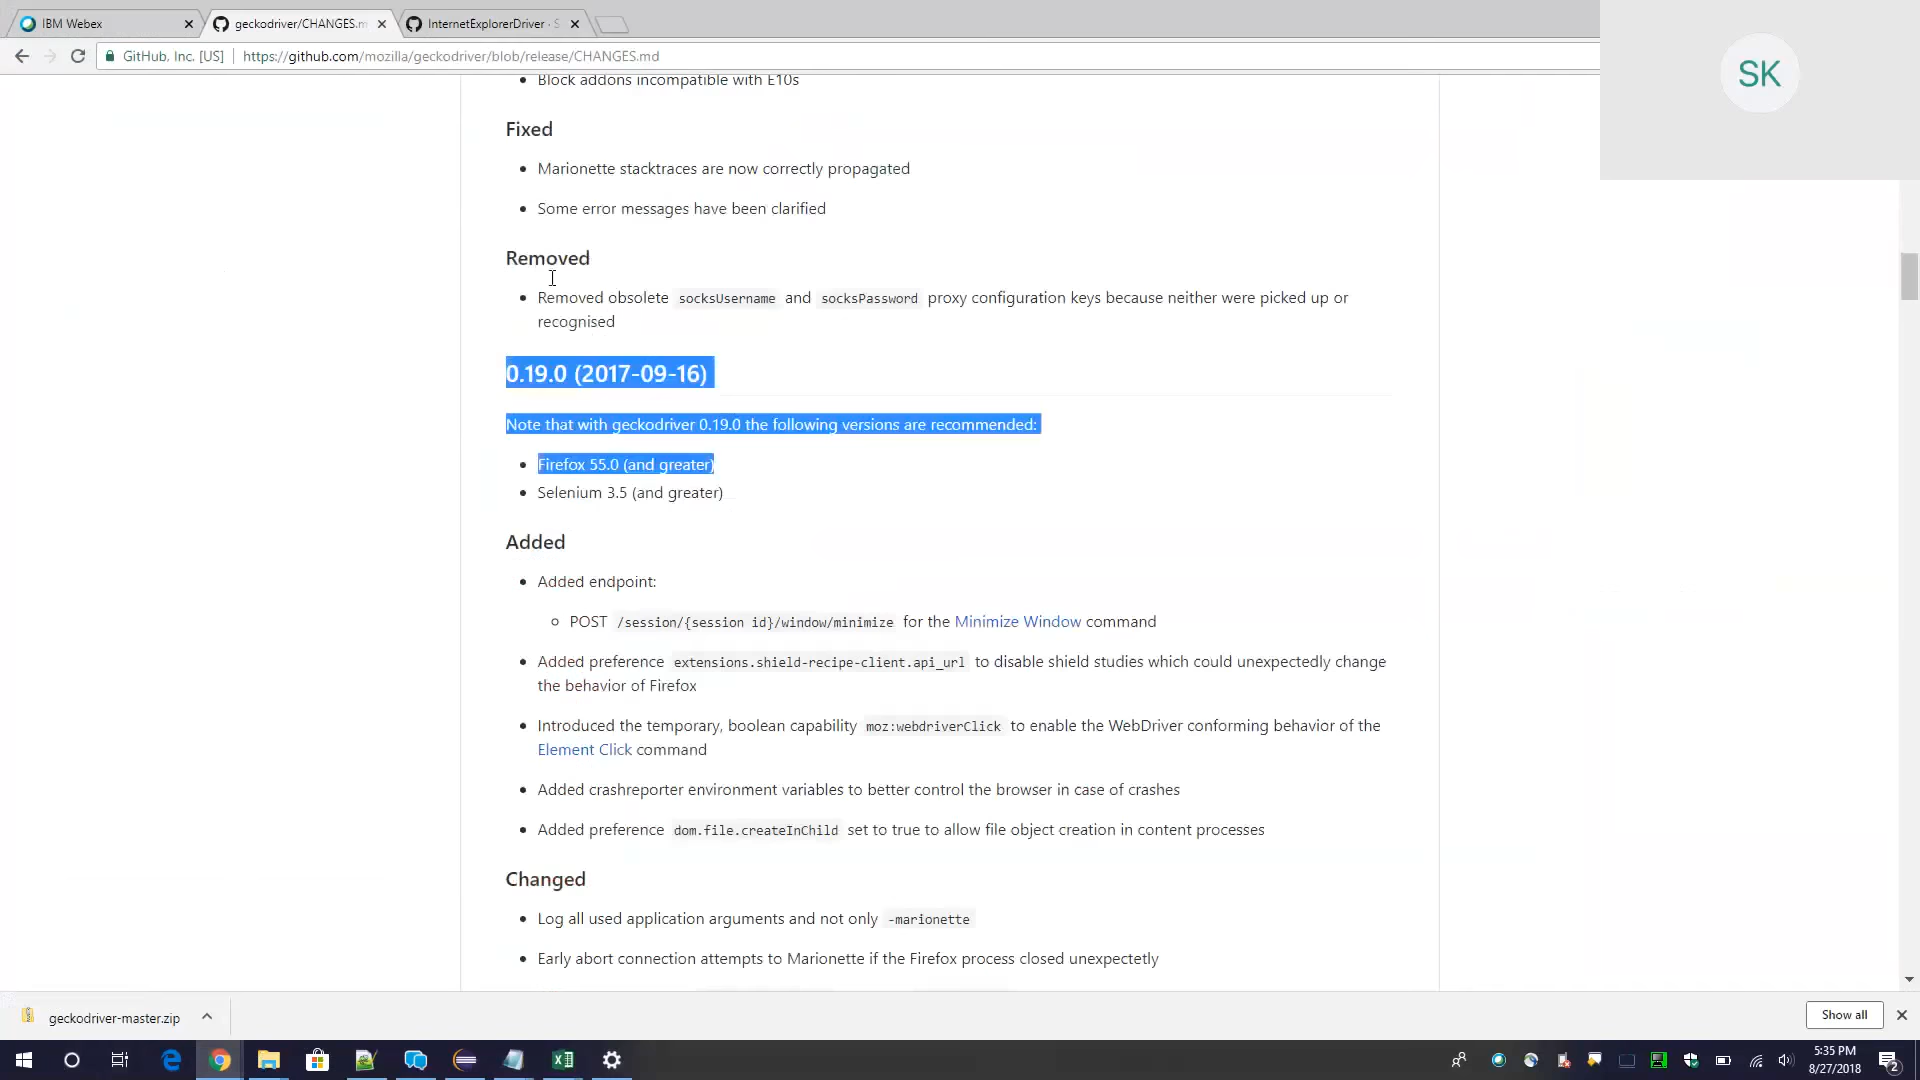 IBM Webex
geckodriver/CHANGES.m
InternetExplorerDriver · S
GitHub, Inc. [US]
https://github.com/mozilla/geckodriver/blob/release/CHANGES.md
SK
Block addons incompatible with E10s
Fixed
Marionette stacktraces are now correctly propagated
Some error messages have been clarified
Removed
Removed obsolete socksUsername and socksPassword proxy configuration keys because neither were picked up or
recognised
0.19.0 (2017-09-16)
Note that with geckodriver 0.19.0 the following versions are recommended:
Firefox 55.0 (and greater)
Selenium 3.5 (and greater)
Added
Added endpoint:
POST /session/{session id}/window/minimize for the Minimize Window command
Added preference extensions.shield-recipe-client.api_url to disable shield studies which could unexpectedly change
the behavior of Firefox
Introduced the temporary, boolean capability moz:webdriverClick to enable the WebDriver conforming behavior of the
Element Click command
Added crashreporter environment variables to better control the browser in case of crashes
Added preference dom.file.createInChild set to true to allow file object creation in content processes
Changed
Log all used application arguments and not only -marionette
Early abort connection attempts to Marionette if the Firefox process closed unexpectetly
geckodriver-master.zip
Show all
5:35 PM
8/27/2018
2